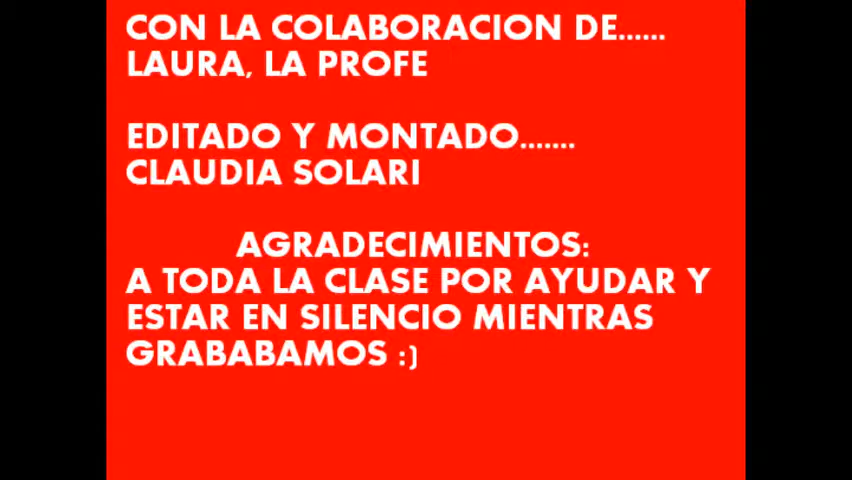 CON LA COLABORACION DE......
LAURA, LA PROFE
EDITADO Y MONTADO.......
CLAUDIA SOLARI
AGRADECIMIENTOS:
A TODA LA CLASE POR AYUDAR Y
ESTAR EN SILENCIO MIENTRAS
GRABABAMOS :)